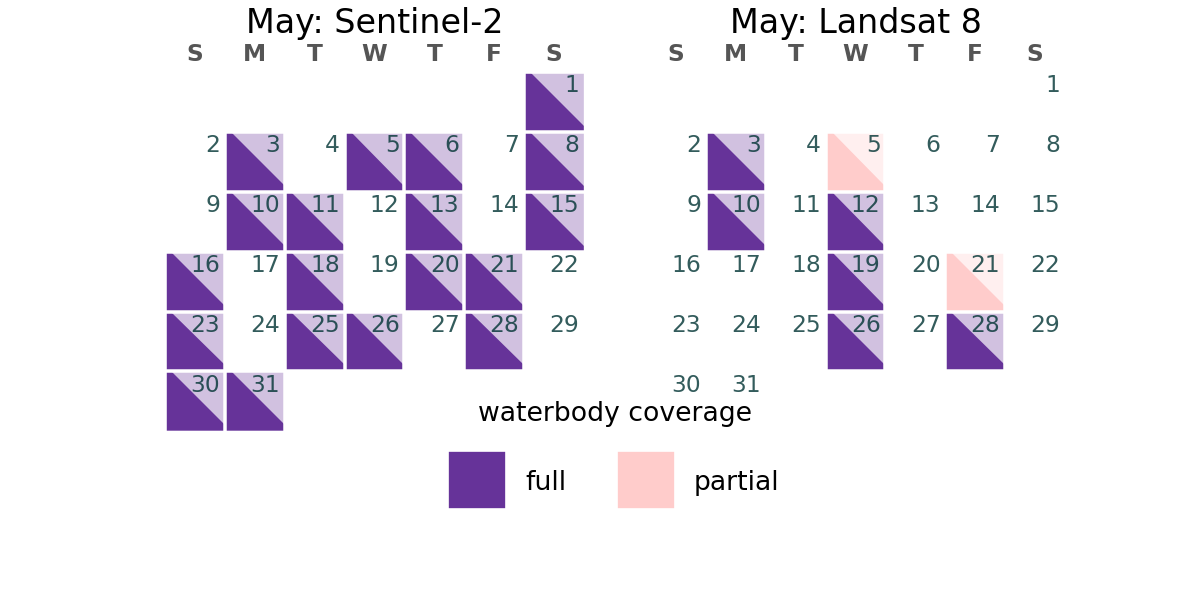 May: Sentinel-2
S M T W T F S
1
2 3 4 5 6 7 8
9 10 11 12 13 14 15
16 17 18 19 20 21 22
23 24 25 26 27 28 29
30 31
May: Landsat 8
S M T W T F S
1
2 3 4 5 6 7 8
9 10 11 12 13 14 15
16 17 18 19 20 21 22
23 24 25 26 27 28 29
30 31
waterbody coverage
full partial